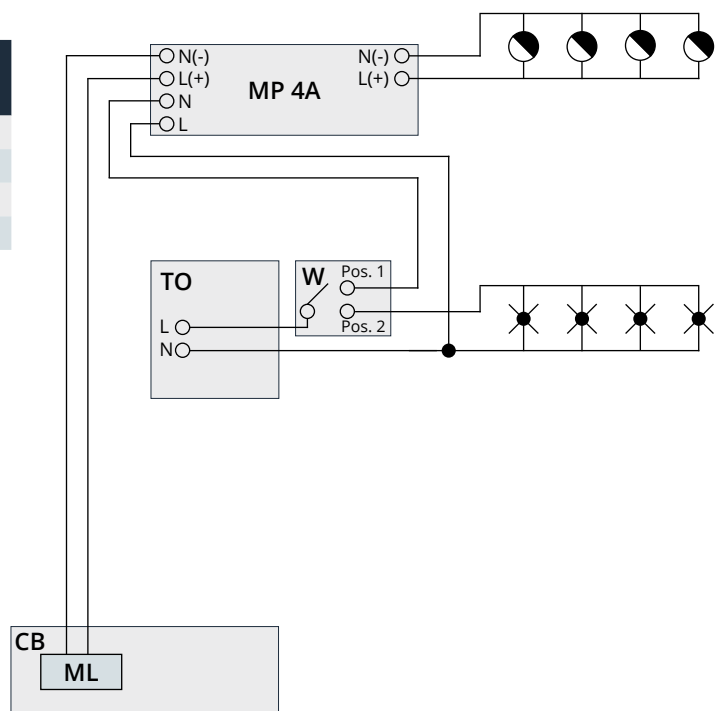 N(-)
L(+)
N
L
MP 4A
N(-)
L(+)
TO
L
N
W
Pos. 1
Pos. 2
CB
ML